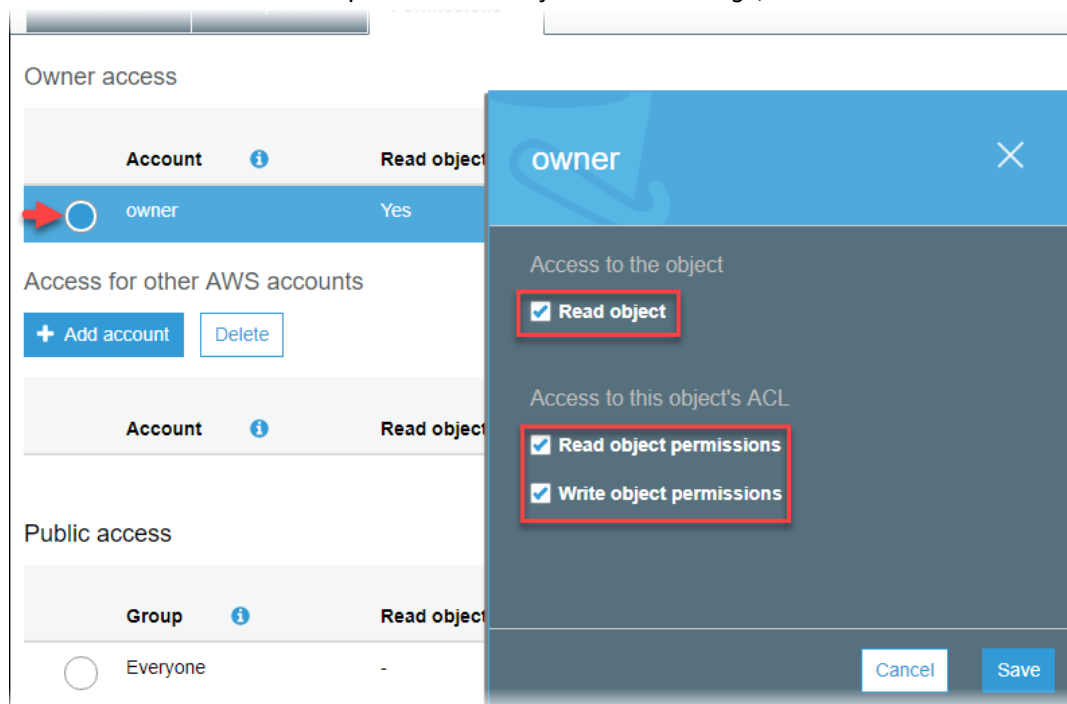 Owner access
Account Read object
owner Yes
Access for other AWS accounts
+ Add account Delete
Account Read object
Public access
Group Read object
Everyone -
owner
Access to the object
Read object
Access to this object's ACL
Read object permissions
Write object permissions
Cancel Save